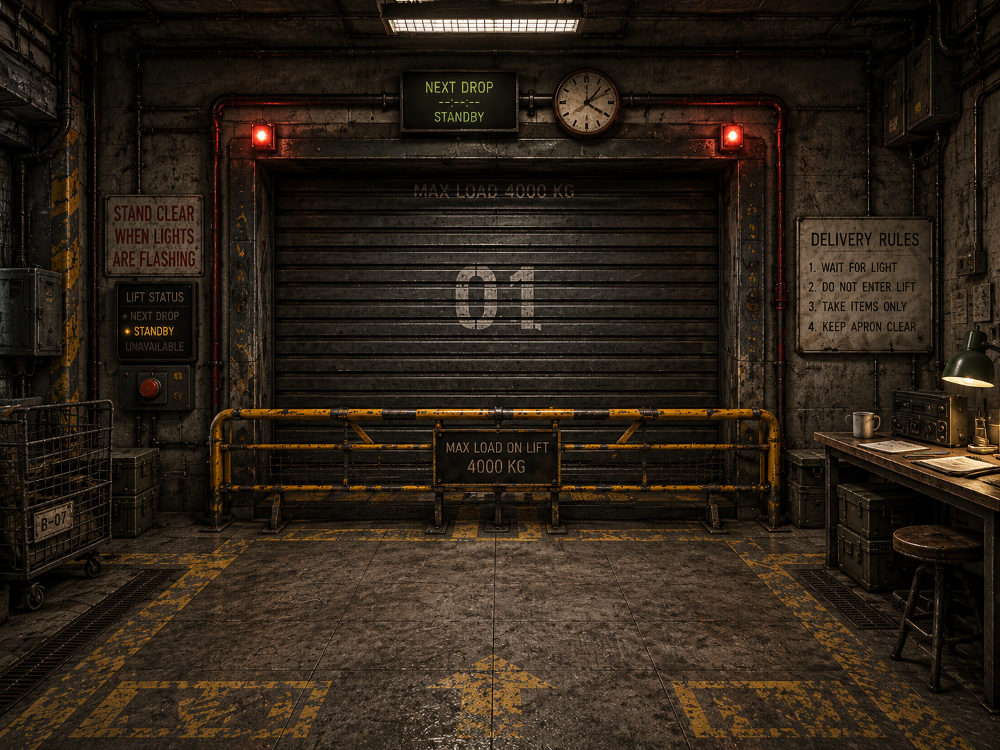 NEXT DROP
--:--:--
STANDBY
MAX LOAD 4000 KG
STAND CLEAR
WHEN LIGHTS
ARE FLASHING
01
DELIVERY RULES
1. WAIT FOR LIGHT
2. DO NOT ENTER LIFT
3. TAKE ITEMS ONLY
4. KEEP APRON CLEAR
LIFT STATUS
NEXT DROP
STANDBY
UNAVAILABLE
MAX LOAD ON LIFT
4000 KG
B-07